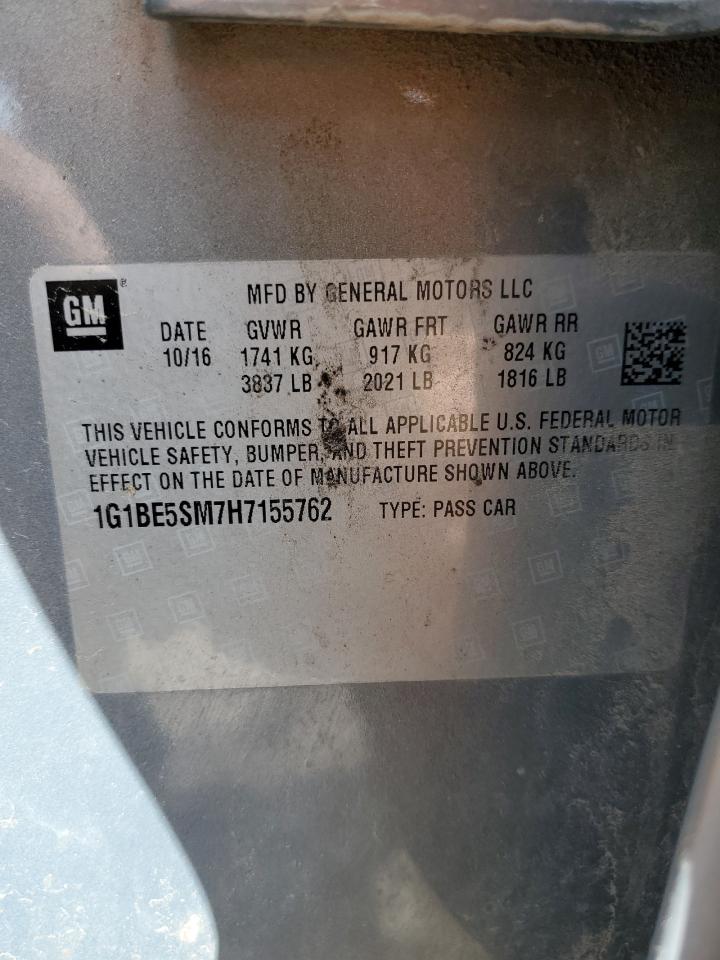 GM ®
MFD BY GENERAL MOTORS LLC
DATE GVWR GAWR FRT GAWR RR
10/16 1741 KG 917 KG 824 KG
3837 LB 2021 LB 1816 LB
THIS VEHICLE CONFORMS TO ALL APPLICABLE U.S. FEDERAL MOTOR
VEHICLE SAFETY, BUMPER, AND THEFT PREVENTION STANDARDS IN
EFFECT ON THE DATE OF MANUFACTURE SHOWN ABOVE.
1G1BE5SM7H7155762 TYPE: PASS CAR